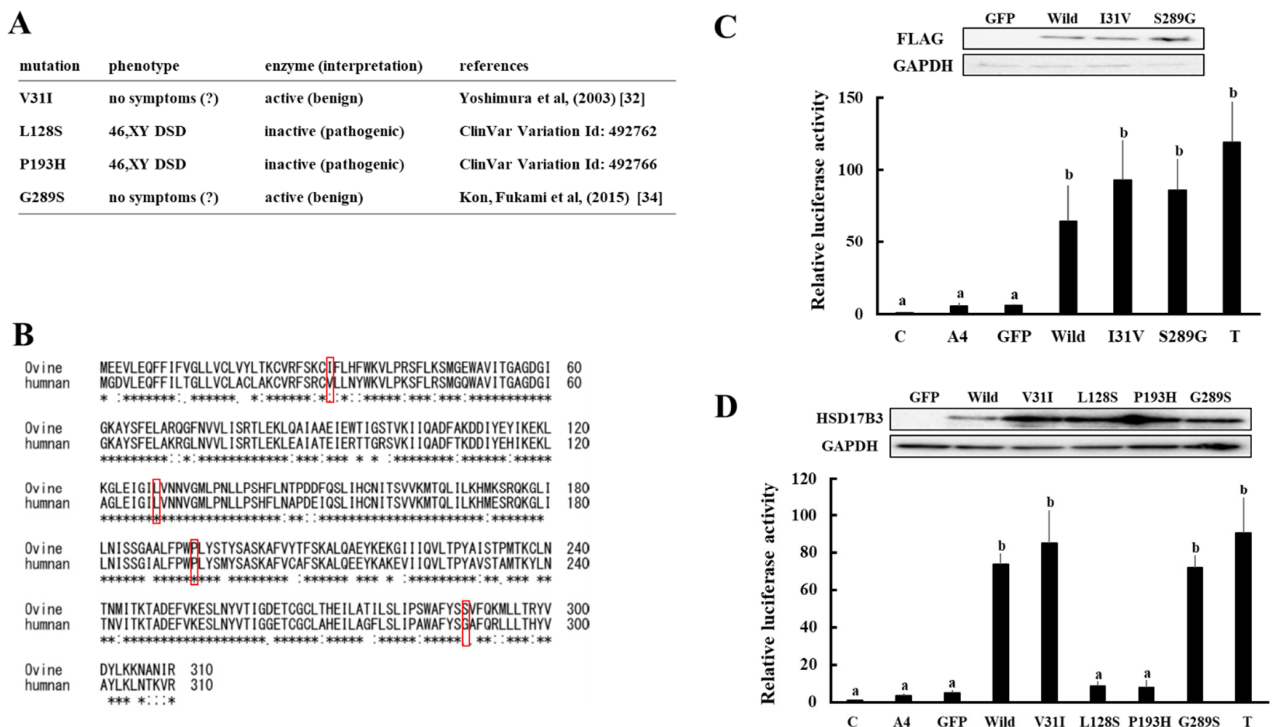 A
mutation phenotype enzyme (interpretation) references
V31I no symptoms (?) active (benign) Yoshimura et al, (2003) [32]
L128S 46,XY DSD inactive (pathogenic) ClinVar Variation Id: 492762
P193H 46,XY DSD inactive (pathogenic) ClinVar Variation Id: 492766
G289S no symptoms (?) active (benign) Kon, Fukami et al, (2015) [34]
B
Ovine MEEVLEQFFIFVGLLVCLVYLTKCVRFSKCIFLHFWKVLPRSFLKSMGEWAVITGAGDGI 60
humnan MGDVLEQFFILTGLLVCLACLAKCVRFSRCVLLNYWKVLPKSFLRSMGQWAVITGAGDGI 60
Ovine GKAYSFELARQGFNVVLISRTLEKLQAIAAEIEWTIGSTVKIIQADFAKDDIYEYIKEKL 120
humnan GKAYSFELAKRGLNVVLISRTLEKLEAIATEIERTTGRSVKIIQADFTKDDIYEHIKEKL 120
Ovine KGLEIGILVNNVGMLPNLLPSHFLNTPDDFQSLIHCNITSVVKMTQLILKHMKSRQKGLI 180
humnan AGLEIGILVNNVGMLPNLLPSHFLNAPDEIQSLIHCNITSVVKMTQLILKHMESRQKGLI 180
Ovine LNISSGAALFPWPLYSTYSASKAFVYTFSKALQAEYKEKGIIIQVLTPYAISTPMTKCLN 240
humnan LNISSGIALFPWPLYSMYSASKAFVCAFSKALQEEYKAKEVIIQVLTPYAVSTAMTKYLN 240
Ovine TNMITKTADEFVKESLNYVTIGDETCGCLTHEILATILSLIPSWAFYSSVFQKMLLTRYV 300
humnan TNVITKTADEFVKESLNYVTIGGETCGCLAHEILAGFLSLIPAWAFYSGAFQRLLLTHYV 300
Ovine DYLKKNANIR 310
humnan AYLKLNTKVR 310
C
GFP Wild I31V S289G
FLAG
GAPDH
Relative luciferase activity
150
100
50
0
a a a b b b b
C A4 GFP Wild I31V S289G T
D
GFP Wild V31I L128S P193H G289S
HSD17B3
GAPDH
Relative luciferase activity
120
100
80
60
40
20
0
a a a b b a a b b
C A4 GFP Wild V31I L128S P193H G289S T